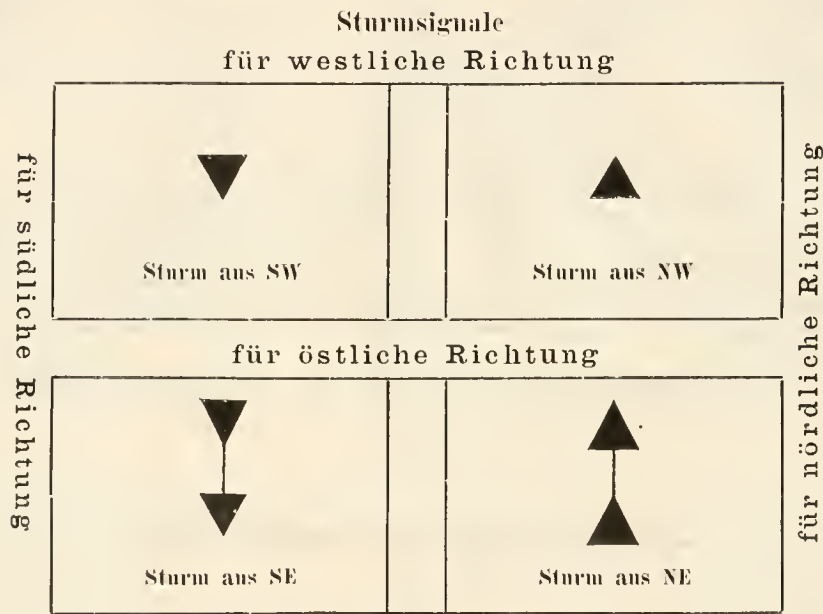 Sturmsignale
für westliche Richtung
für südliche Richtung
Sturm aus SW
Sturm aus NW
für nördliche Richtung
für östliche Richtung
Sturm aus SE
Sturm aus NE